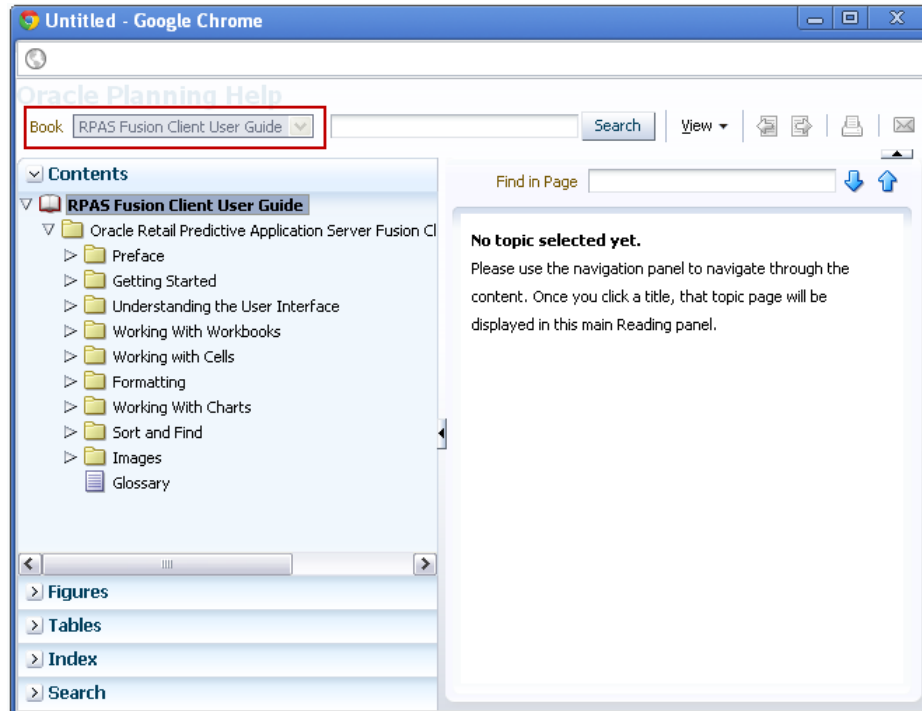 Untitled - Google Chrome
Oracle Planning Help
Book RPAS Fusion Client User Guide Search View
Contents
Find in Page
RPAS Fusion Client User Guide
Oracle Retail Predictive Application Server Fusion Cl
Preface
Getting Started
Understanding the User Interface
Working With Workbooks
Working with Cells
Formatting
Working With Charts
Sort and Find
Images
Glossary
No topic selected yet.
Please use the navigation panel to navigate through the
content. Once you click a title, that topic page will be
displayed in this main Reading panel.
Figures
Tables
Index
Search